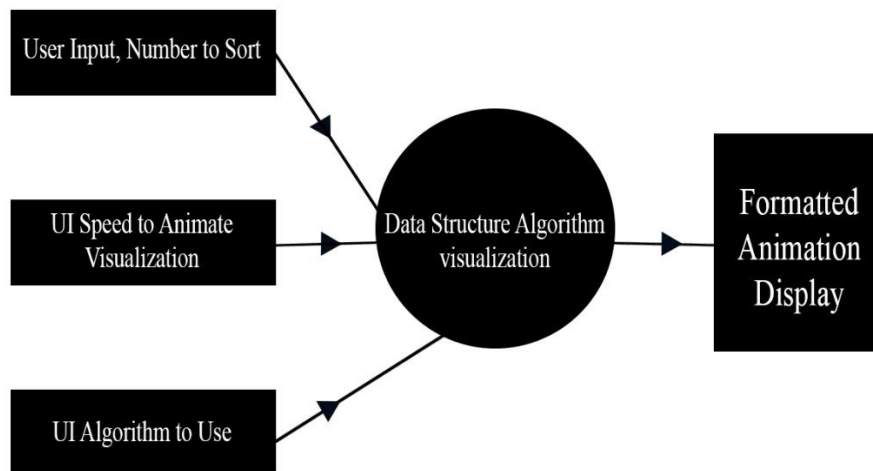 User Input, Number to Sort
UI Speed to Animate
Visualization
UI Algorithm to Use
Data Structure Algorithm
visualization
Formatted
Animation
Display